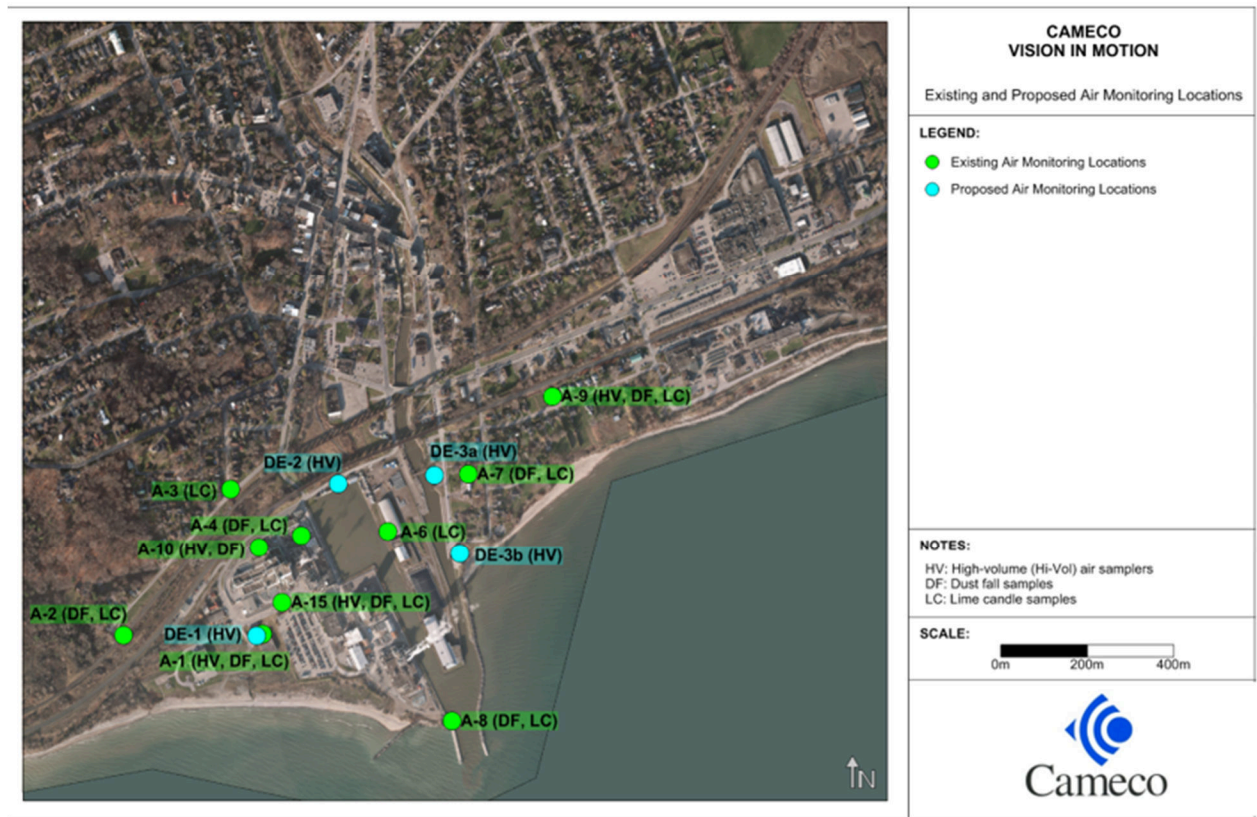 CAMECO
VISION IN MOTION
Existing and Proposed Air Monitoring Locations
LEGEND:
Existing Air Monitoring Locations
Proposed Air Monitoring Locations
A-9 (HV, DF, LC)
DE-3a (HV)
DE-2 (HV)
A-7 (DF, LC)
A-3 (LC)
A-4 (DF, LC)
A-6 (LC)
A-10 (HV, DF)
DE-3b (HV)
A-15 (HV, DF, LC)
A-2 (DF, LC)
DE-1 (HV)
A-1 (HV, DF, LC)
A-8 (DF, LC)
N
NOTES:
HV: High-volume (Hi-Vol) air samplers
DF: Dust fall samples
LC: Lime candle samples
SCALE:
0m 200m 400m
Cameco